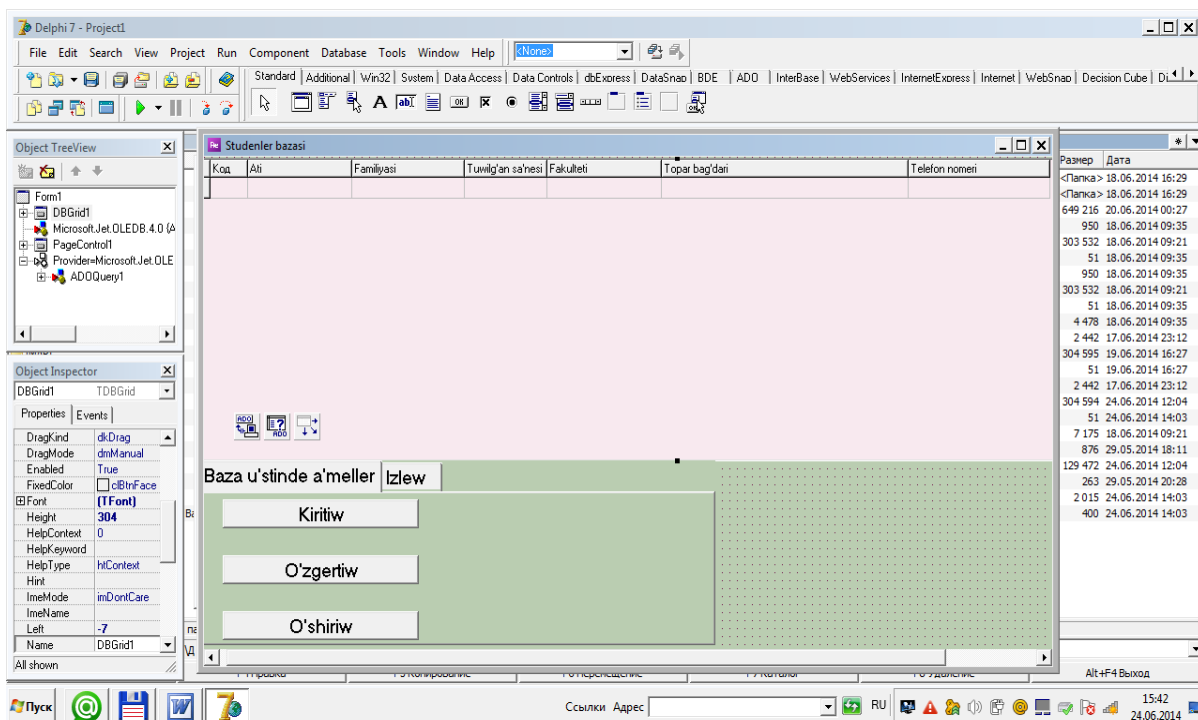 Delphi 7 - Project1
File Edit Search View Project Run Component Database Tools Window Help <None>
Standard Additional Win32 System Data Access Data Controls dbExpress DataSnap BDE ADO InterBase WebServices InternetExpress Internet WebSnap Decision Cube
Object TreeView
Form1
DBGrid1
Microsoft.Jet.OLEDB.4.0 (A
PageControl1
Provider=Microsoft.Jet.OLE
ADOQuery1
Object Inspector
DBGrid1 TDBGrid
Properties Events
DragKind dkDrag
DragMode dmManual
Enabled True
FixedColor clBtnFace
Font (TFont)
Height 304
HelpContext 0
HelpKeyword
HelpType htContext
Hint
ImeMode imDontCare
ImeName
Left -7
Name DBGrid1
All shown
Studenler bazasi
Код Ati Familiyasi Tuwilg'an sa'nesi Fakulteti Topar bag'dari Telefon nomeri
Baza u'stinde a'meller Izlew
Kiritiw
O'zgertiw
O'shiriw
Размер Дата
<Папка> 18.06.2014 16:29
<Папка> 18.06.2014 16:29
649 216 20.06.2014 00:27
950 18.06.2014 09:35
303 532 18.06.2014 09:21
51 18.06.2014 09:35
950 18.06.2014 09:35
303 532 18.06.2014 09:21
51 18.06.2014 09:35
4 478 18.06.2014 09:35
2 442 17.06.2014 23:12
304 595 19.06.2014 16:27
51 19.06.2014 16:27
2 442 17.06.2014 23:12
304 594 24.06.2014 12:04
51 24.06.2014 14:03
7 175 18.06.2014 09:21
876 29.05.2014 18:11
129 472 24.06.2014 12:04
263 29.05.2014 20:28
2 015 24.06.2014 14:03
400 24.06.2014 14:03
Alt+F4 Выход
Пуск Ссылки Адрес RU 15:42
24.06.2014